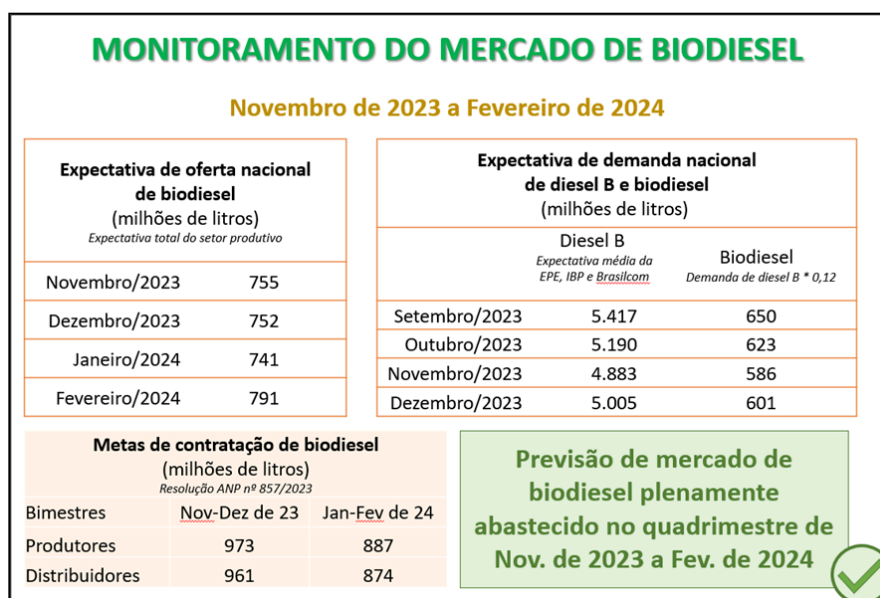 MONITORAMENTO DO MERCADO DE BIODIESEL
Novembro de 2023 a Fevereiro de 2024
Expectativa de oferta nacional
de biodiesel
(milhões de litros)
Expectativa total do setor produtivo
Novembro/2023 755
Dezembro/2023 752
Janeiro/2024 741
Fevereiro/2024 791
Expectativa de demanda nacional
de diesel B e biodiesel
(milhões de litros)
Diesel B
Expectativa média da
EPE, IBP e Brasilcom
Biodiesel
Demanda de diesel B * 0,12
Setembro/2023 5.417 650
Outubro/2023 5.190 623
Novembro/2023 4.883 586
Dezembro/2023 5.005 601
Metas de contratação de biodiesel
(milhões de litros)
Resolução ANP nº 857/2023
Bimestres Nov-Dez de 23 Jan-Fev de 24
Produtores 973 887
Distribuidores 961 874
Previsão de mercado de
biodiesel plenamente
abastecido no quadrimestre de
Nov. de 2023 a Fev. de 2024